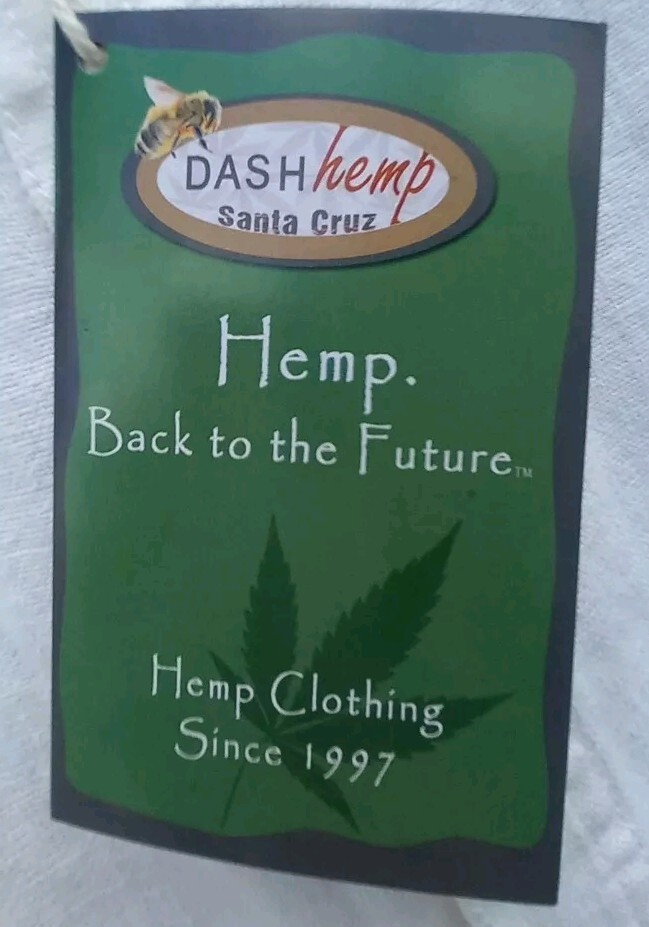 DASH hemp
Santa Cruz
Hemp.
Back to the Future™
Hemp Clothing
Since 1997